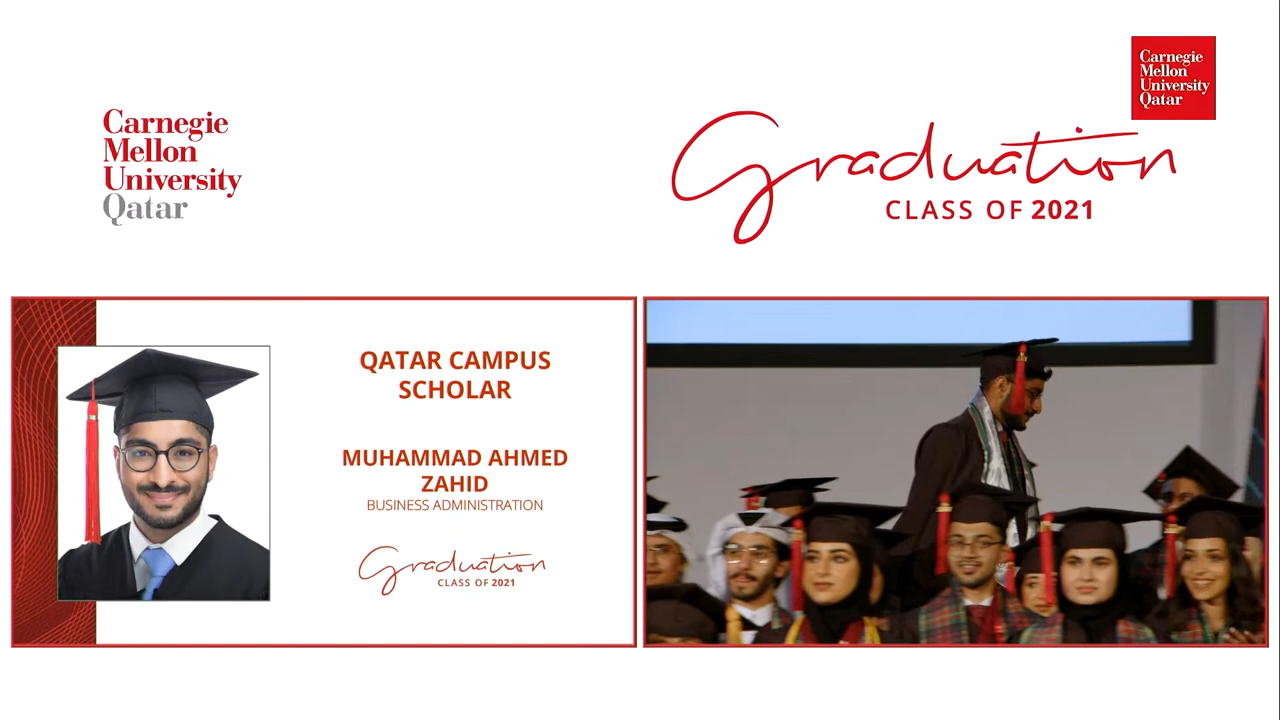 Carnegie
Mellon
University
Qatar
Carnegie
Mellon
University
Qatar
Graduation
CLASS OF 2021
QATAR CAMPUS
SCHOLAR
MUHAMMAD AHMED
ZAHID
BUSINESS ADMINISTRATION
Graduation
CLASS OF 2021